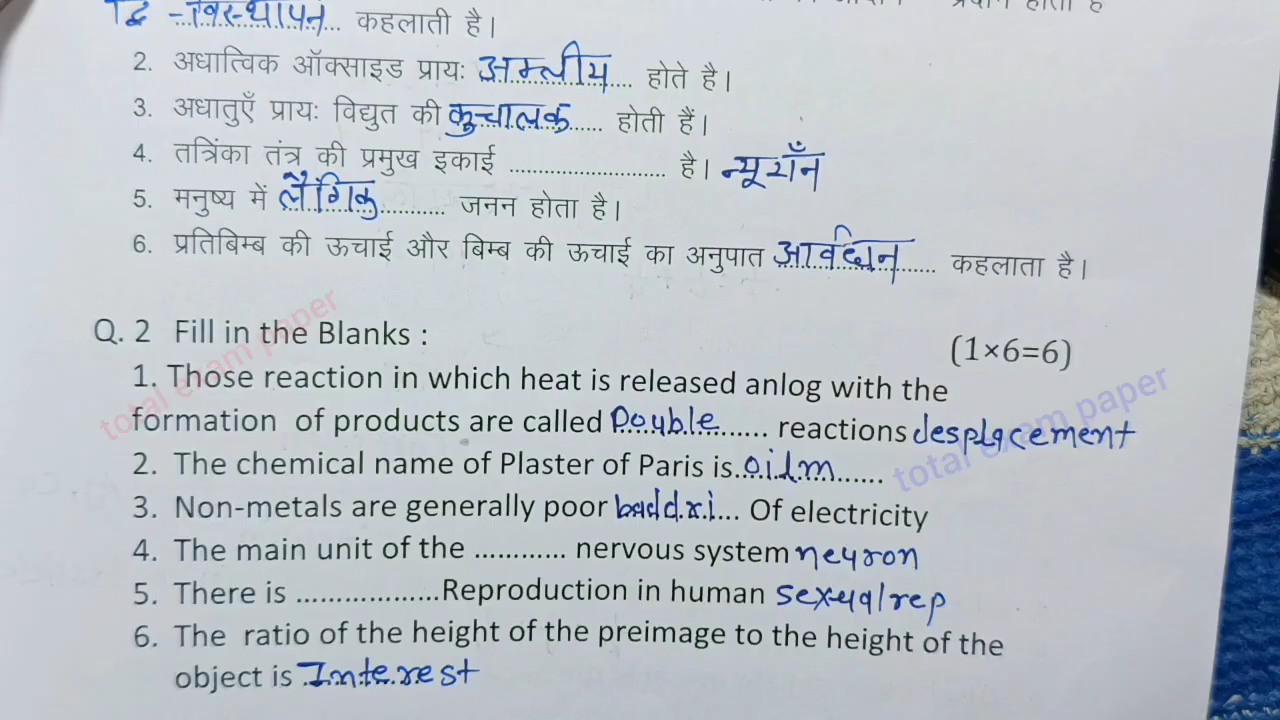 द्वि -विस्थापन कहलाती है।
2. अधात्विक ऑक्साइड प्रायः अम्लीय होते है।
3. अधातुएँ प्रायः विद्युत की कुचालक होती हैं।
4. तत्रिंका तंत्र की प्रमुख इकाई ........................... है। न्यूरॉन
5. मनुष्य में लैगिक जनन होता है।
6. प्रतिबिम्ब की ऊचाई और बिम्ब की ऊचाई का अनुपात आर्वधन कहलाता है।
Q. 2 Fill in the Blanks :
(1×6=6)
1. Those reaction in which heat is released anlog with the
formation of products are called Double reactions desplacement
2. The chemical name of Plaster of Paris is
3. Non-metals are generally poor Of electricity
4. The main unit of the ............ nervous system neuron
5. There is ..................Reproduction in human sexual rep
6. The ratio of the height of the preimage to the height of the
object is Interest
total exam paper
total exam paper